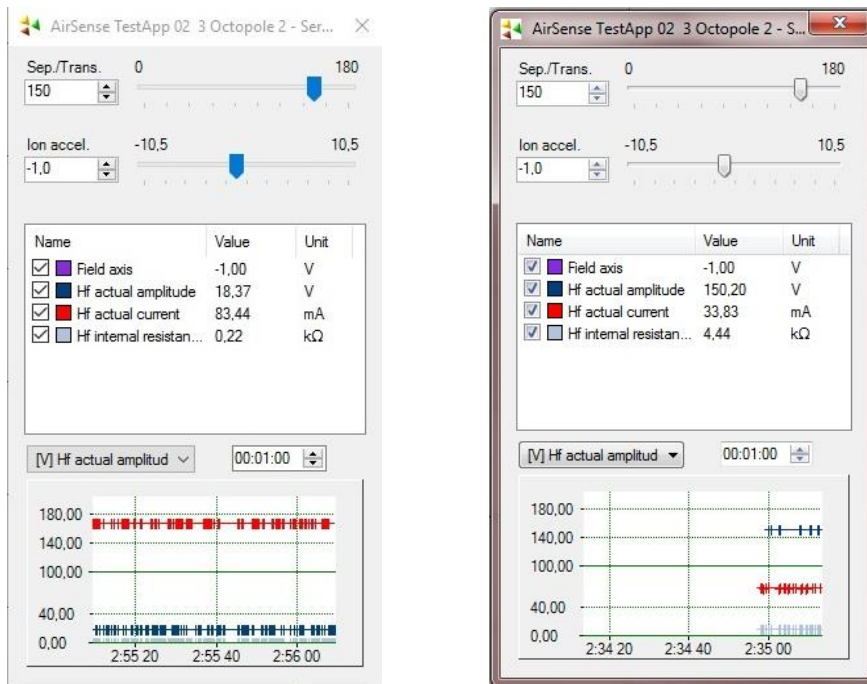 AirSense TestApp 02 3 Octopole 2 - Ser...
Sep./Trans. 0 180
150
Ion accel. -10,5 10,5
-1,0
Name Value Unit
Field axis -1,00 V
Hf actual amplitude 18,37 V
Hf actual current 83,44 mA
Hf internal resistan... 0,22 kΩ
[V] Hf actual amplitud 00:01:00
180,00
140,00
100,00
40,00
0,00
2:55 20 2:55 40 2:56 00
AirSense TestApp 02 3 Octopole 2 - S...
Sep./Trans. 0 180
150
Ion accel. -10,5 10,5
-1,0
Name Value Unit
Field axis -1,00 V
Hf actual amplitude 150,20 V
Hf actual current 33,83 mA
Hf internal resistan... 4,44 kΩ
[V] Hf actual amplitud 00:01:00
180,00
140,00
100,00
40,00
0,00
2:34 20 2:34 40 2:35 00